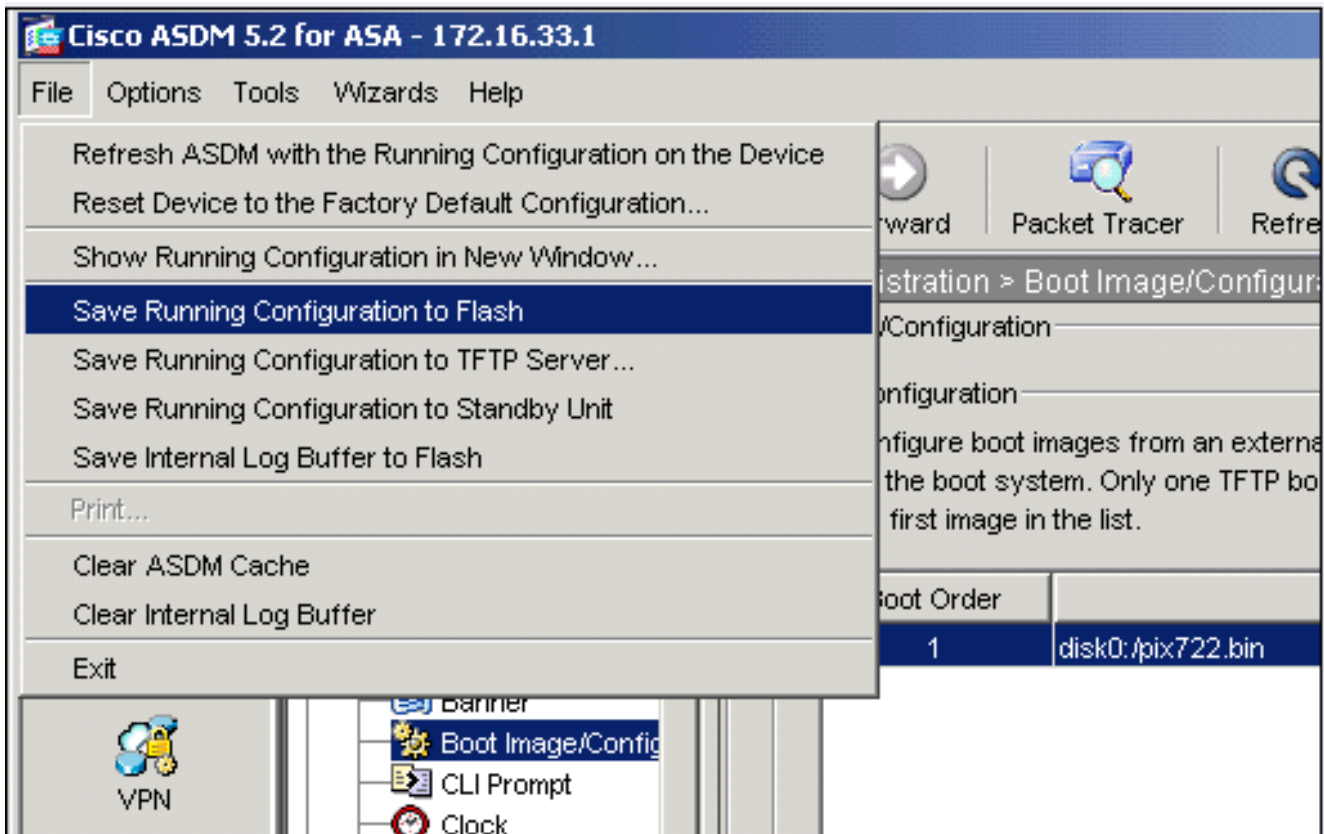 Cisco ASDM 5.2 for ASA - 172.16.33.1
File Options Tools Wizards Help
Refresh ASDM with the Running Configuration on the Device
Reset Device to the Factory Default Configuration...
Show Running Configuration in New Window...
Save Running Configuration to Flash
Save Running Configuration to TFTP Server...
Save Running Configuration to Standby Unit
Save Internal Log Buffer to Flash
Print...
Clear ASDM Cache
Clear Internal Log Buffer
Exit
rward Packet Tracer Refre
istration > Boot Image/Configur
/Configuration
onfiguration
nfigure boot images from an externa
the boot system. Only one TFTP bo
first image in the list.
Boot Order
1 disk0:/pix722.bin
Banner
Boot Image/Config
CLI Prompt
Clock
VPN